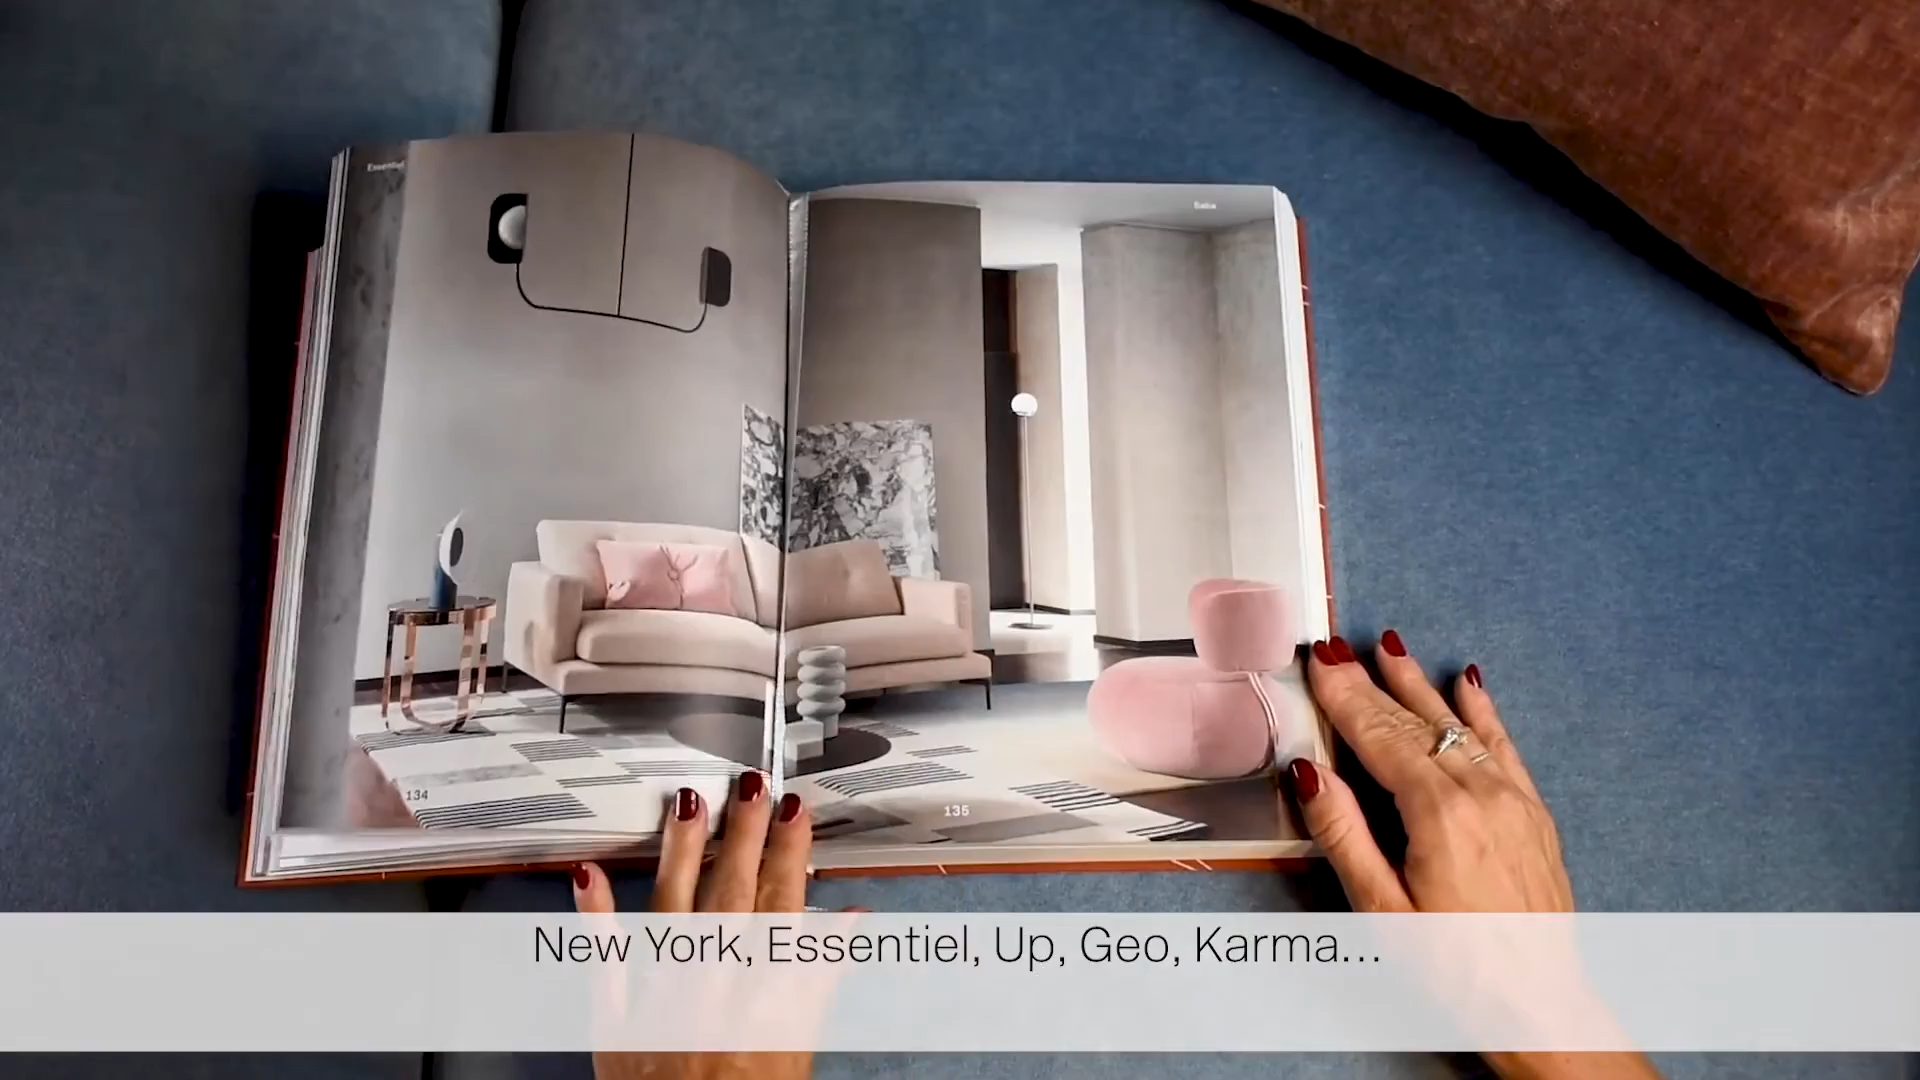 Essentiel
Saba
134
135
New York, Essentiel, Up, Geo, Karma...